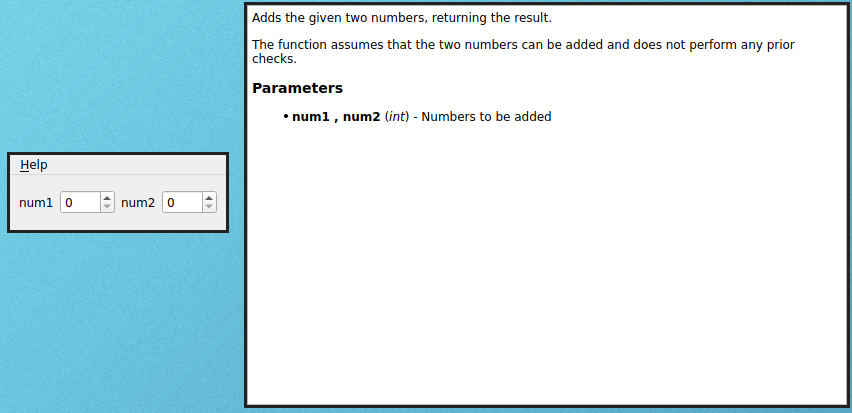 Help
num1 0 num2 0
Adds the given two numbers, returning the result.
The function assumes that the two numbers can be added and does not perform any prior
checks.
Parameters
• num1 , num2 (int) - Numbers to be added